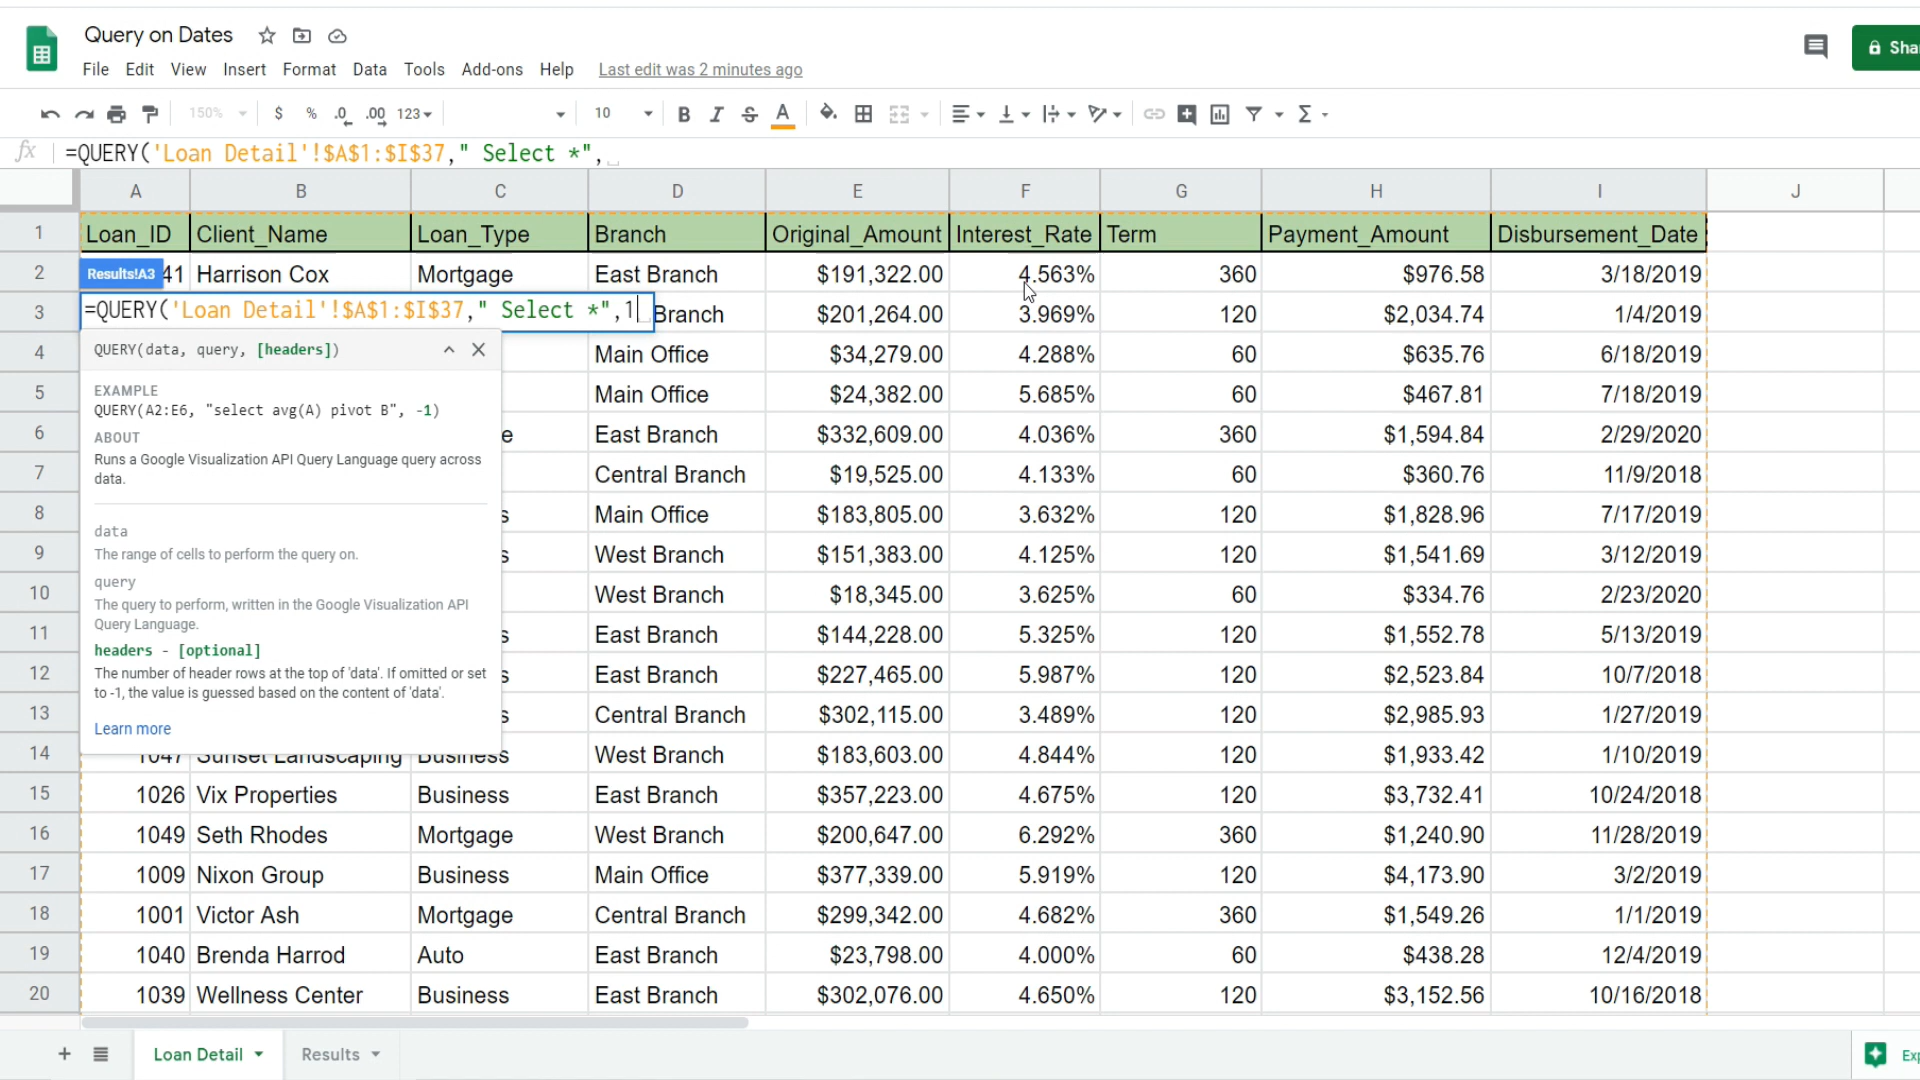 Query on Dates
File Edit View Insert Format Data Tools Add-ons Help Last edit was 2 minutes ago
Sha
150% $ % .0 .00 123 10 B I S A Σ
fx =QUERY('Loan Detail'!$A$1:$I$37," Select *",
A B C D E F G H I J
1 Loan_ID Client_Name Loan_Type Branch Original_Amount Interest_Rate Term Payment_Amount Disbursement_Date
2 Results!A3 41 Harrison Cox Mortgage East Branch $191,322.00 4.563% 360 $976.58 3/18/2019
3 =QUERY('Loan Detail'!$A$1:$I$37," Select *",1 Branch $201,264.00 3.969% 120 $2,034.74 1/4/2019
QUERY(data, query, [headers])
4 Main Office $34,279.00 4.288% 60 $635.76 6/18/2019
EXAMPLE
5 Main Office $24,382.00 5.685% 60 $467.81 7/18/2019
QUERY(A2:E6, "select avg(A) pivot B", -1)
ABOUT
6 e East Branch $332,609.00 4.036% 360 $1,594.84 2/29/2020
Runs a Google Visualization API Query Language query across
data.
7 Central Branch $19,525.00 4.133% 60 $360.76 11/9/2018
8 s Main Office $183,805.00 3.632% 120 $1,828.96 7/17/2019
data
The range of cells to perform the query on.
9 s West Branch $151,383.00 4.125% 120 $1,541.69 3/12/2019
query
10 West Branch $18,345.00 3.625% 60 $334.76 2/23/2020
The query to perform, written in the Google Visualization API
Query Language.
11 s East Branch $144,228.00 5.325% 120 $1,552.78 5/13/2019
headers - [optional]
12 s East Branch $227,465.00 5.987% 120 $2,523.84 10/7/2018
The number of header rows at the top of 'data'. If omitted or set
to -1, the value is guessed based on the content of 'data'.
13 s Central Branch $302,115.00 3.489% 120 $2,985.93 1/27/2019
Learn more
14 1047 Sunset Landscaping Business West Branch $183,603.00 4.844% 120 $1,933.42 1/10/2019
15 1026 Vix Properties Business East Branch $357,223.00 4.675% 120 $3,732.41 10/24/2018
16 1049 Seth Rhodes Mortgage West Branch $200,647.00 6.292% 360 $1,240.90 11/28/2019
17 1009 Nixon Group Business Main Office $377,339.00 5.919% 120 $4,173.90 3/2/2019
18 1001 Victor Ash Mortgage Central Branch $299,342.00 4.682% 360 $1,549.26 1/1/2019
19 1040 Brenda Harrod Auto East Branch $23,798.00 4.000% 60 $438.28 12/4/2019
20 1039 Wellness Center Business East Branch $302,076.00 4.650% 120 $3,152.56 10/16/2018
+ Loan Detail Results Exp